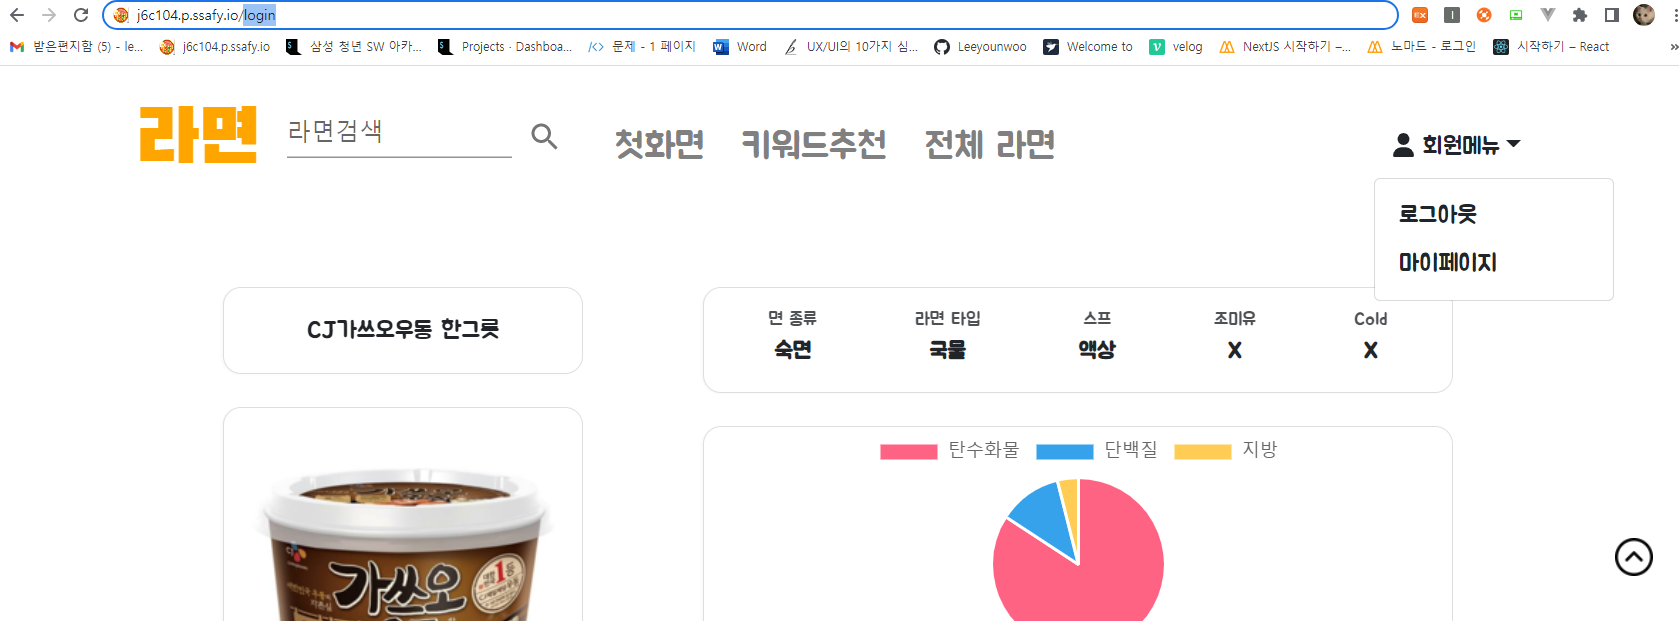 j6c104.p.ssafy.io/login
받은편지함 (5) - le...
j6c104.p.ssafy.io
삼성 청년 SW 아카...
Projects · Dashboa...
문제 - 1 페이지
Word
UX/UI의 10가지 심...
Leeyounwoo
Welcome to
velog
NextJS 시작하기 –...
노마드 - 로그인
시작하기 – React
라면
라면검색
첫화면
키워드추천
전체 라면
회원메뉴
로그아웃
마이페이지
CJ가쓰오우동 한그릇
면 종류
라면 타입
스프
조미유
Cold
숙면
국물
액상
X
X
탄수화물
단백질
지방
CJ
가쓰오
1등